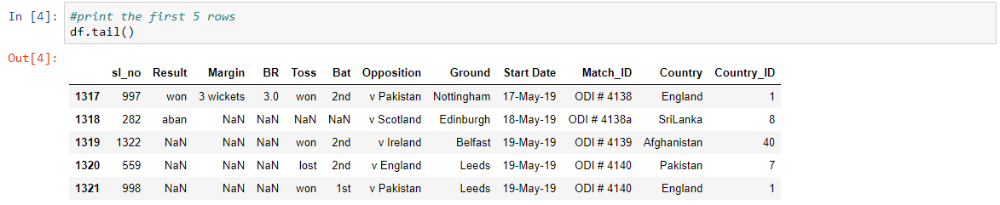 In [4]: #print the first 5 rows
df.tail()
Out[4]:
sl_no Result Margin BR Toss Bat Opposition Ground Start Date Match_ID Country Country_ID
1317 997 won 3 wickets 3.0 won 2nd v Pakistan Nottingham 17-May-19 ODI # 4138 England 1
1318 282 aban NaN NaN NaN NaN v Scotland Edinburgh 18-May-19 ODI # 4138a SriLanka 8
1319 1322 NaN NaN NaN won 2nd v Ireland Belfast 19-May-19 ODI # 4139 Afghanistan 40
1320 559 NaN NaN NaN lost 2nd v England Leeds 19-May-19 ODI # 4140 Pakistan 7
1321 998 NaN NaN NaN won 1st v Pakistan Leeds 19-May-19 ODI # 4140 England 1